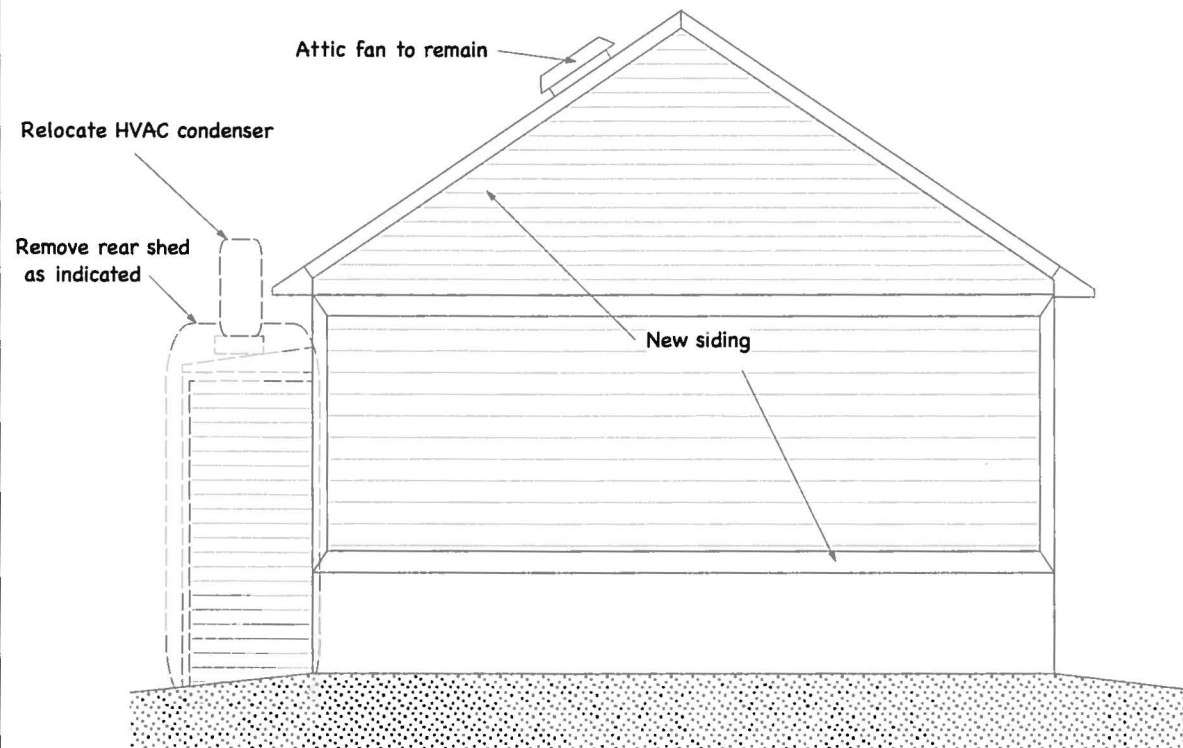 Attic fan to remain
Relocate HVAC condenser
Remove rear shed
as indicated
New siding